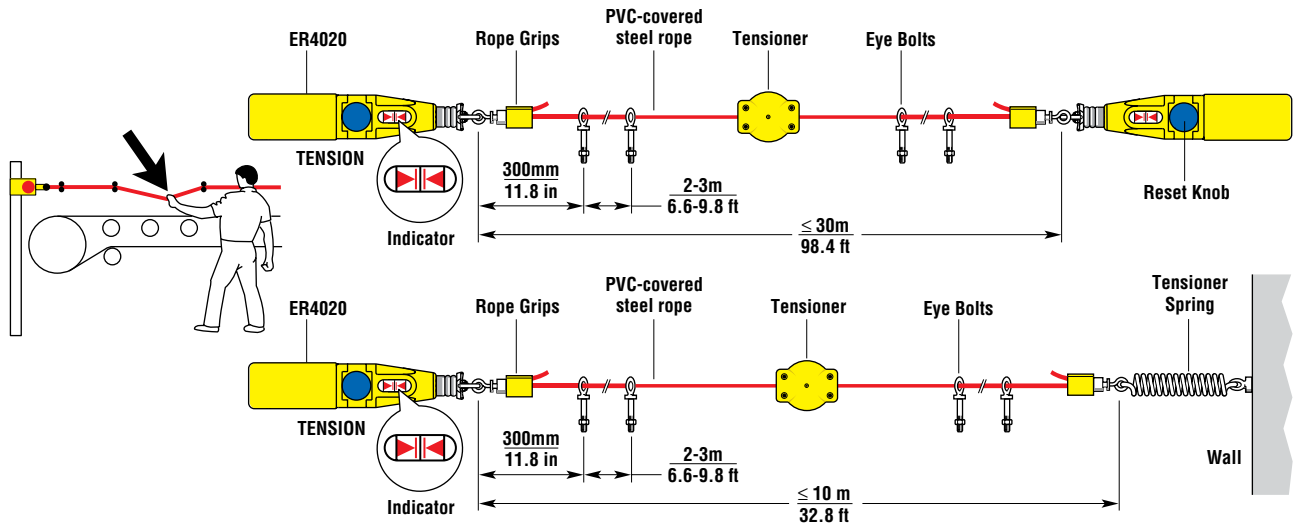 ER4020
Rope Grips
PVC-covered
steel rope
Tensioner
Eye Bolts
TENSION
Indicator
300mm
11.8 in
2-3m
6.6-9.8 ft
≤ 30m
98.4 ft
Reset Knob
ER4020
Rope Grips
PVC-covered
steel rope
Tensioner
Eye Bolts
Tensioner
Spring
TENSION
Indicator
300mm
11.8 in
2-3m
6.6-9.8 ft
≤ 10 m
32.8 ft
Wall